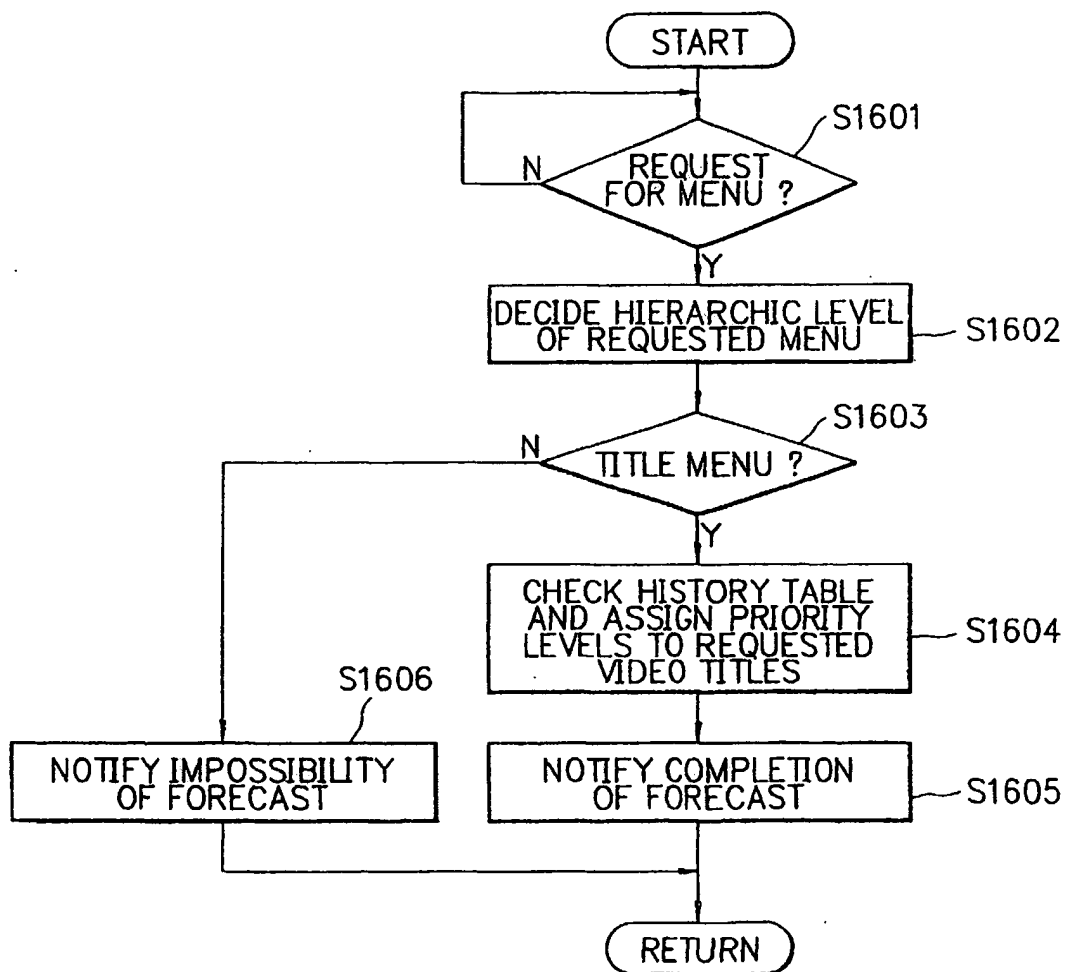 START
S1601
REQUEST
FOR MENU ?
N
Y
DECIDE HIERARCHIC LEVEL
OF REQUESTED MENU
S1602
S1603
TITLE MENU ?
N
Y
CHECK HISTORY TABLE
AND ASSIGN PRIORITY
LEVELS TO REQUESTED
VIDEO TITLES
S1604
S1606
NOTIFY IMPOSSIBILITY
OF FORECAST
NOTIFY COMPLETION
OF FORECAST
S1605
RETURN